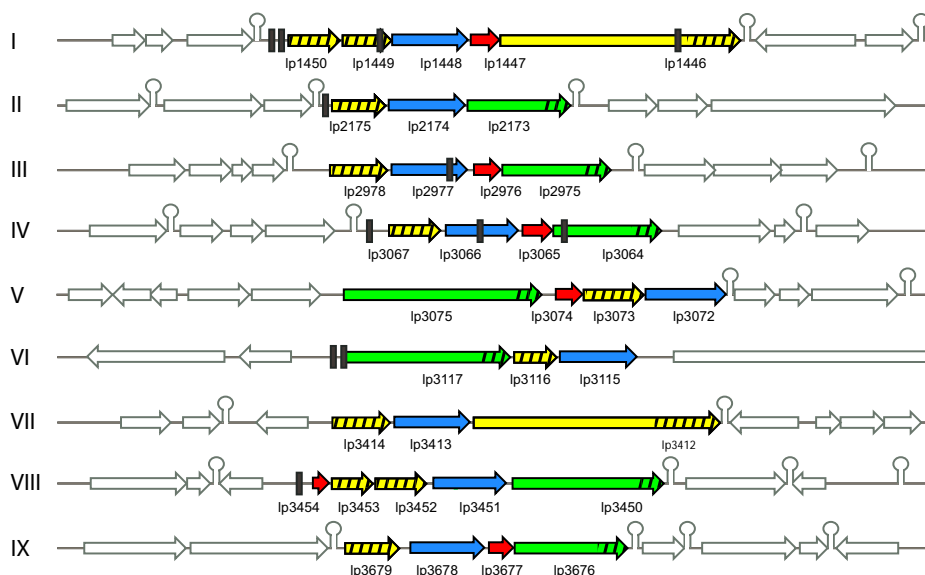 I
lp1450 lp1449 lp1448 lp1447 lp1446
II
lp2175 lp2174 lp2173
III
lp2978 lp2977 lp2976 lp2975
IV
lp3067 lp3066 lp3065 lp3064
V
lp3075 lp3074 lp3073 lp3072
VI
lp3117 lp3116 lp3115
VII
lp3414 lp3413 lp3412
VIII
lp3454 lp3453 lp3452 lp3451 lp3450
IX
lp3679 lp3678 lp3677 lp3676